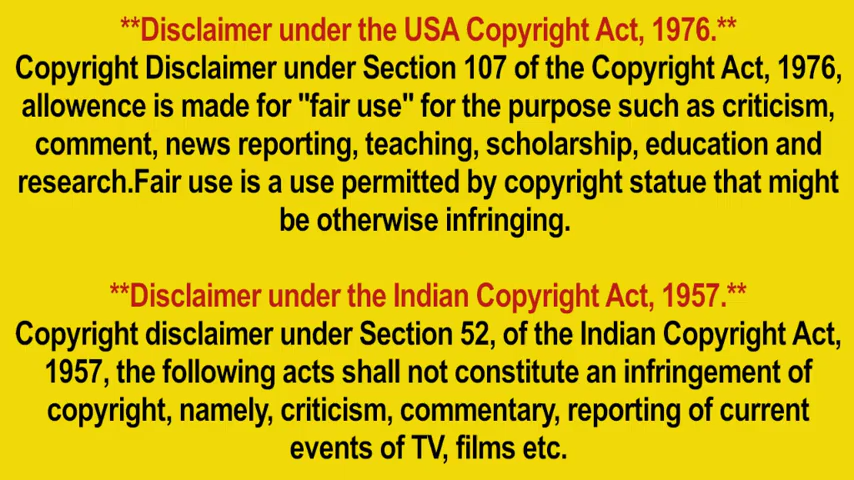 **Disclaimer under the USA Copyright Act, 1976.**
Copyright Disclaimer under Section 107 of the Copyright Act, 1976,
allowence is made for "fair use" for the purpose such as criticism,
comment, news reporting, teaching, scholarship, education and
research.Fair use is a use permitted by copyright statue that might
be otherwise infringing.
**Disclaimer under the Indian Copyright Act, 1957.**
Copyright disclaimer under Section 52, of the Indian Copyright Act,
1957, the following acts shall not constitute an infringement of
copyright, namely, criticism, commentary, reporting of current
events of TV, films etc.